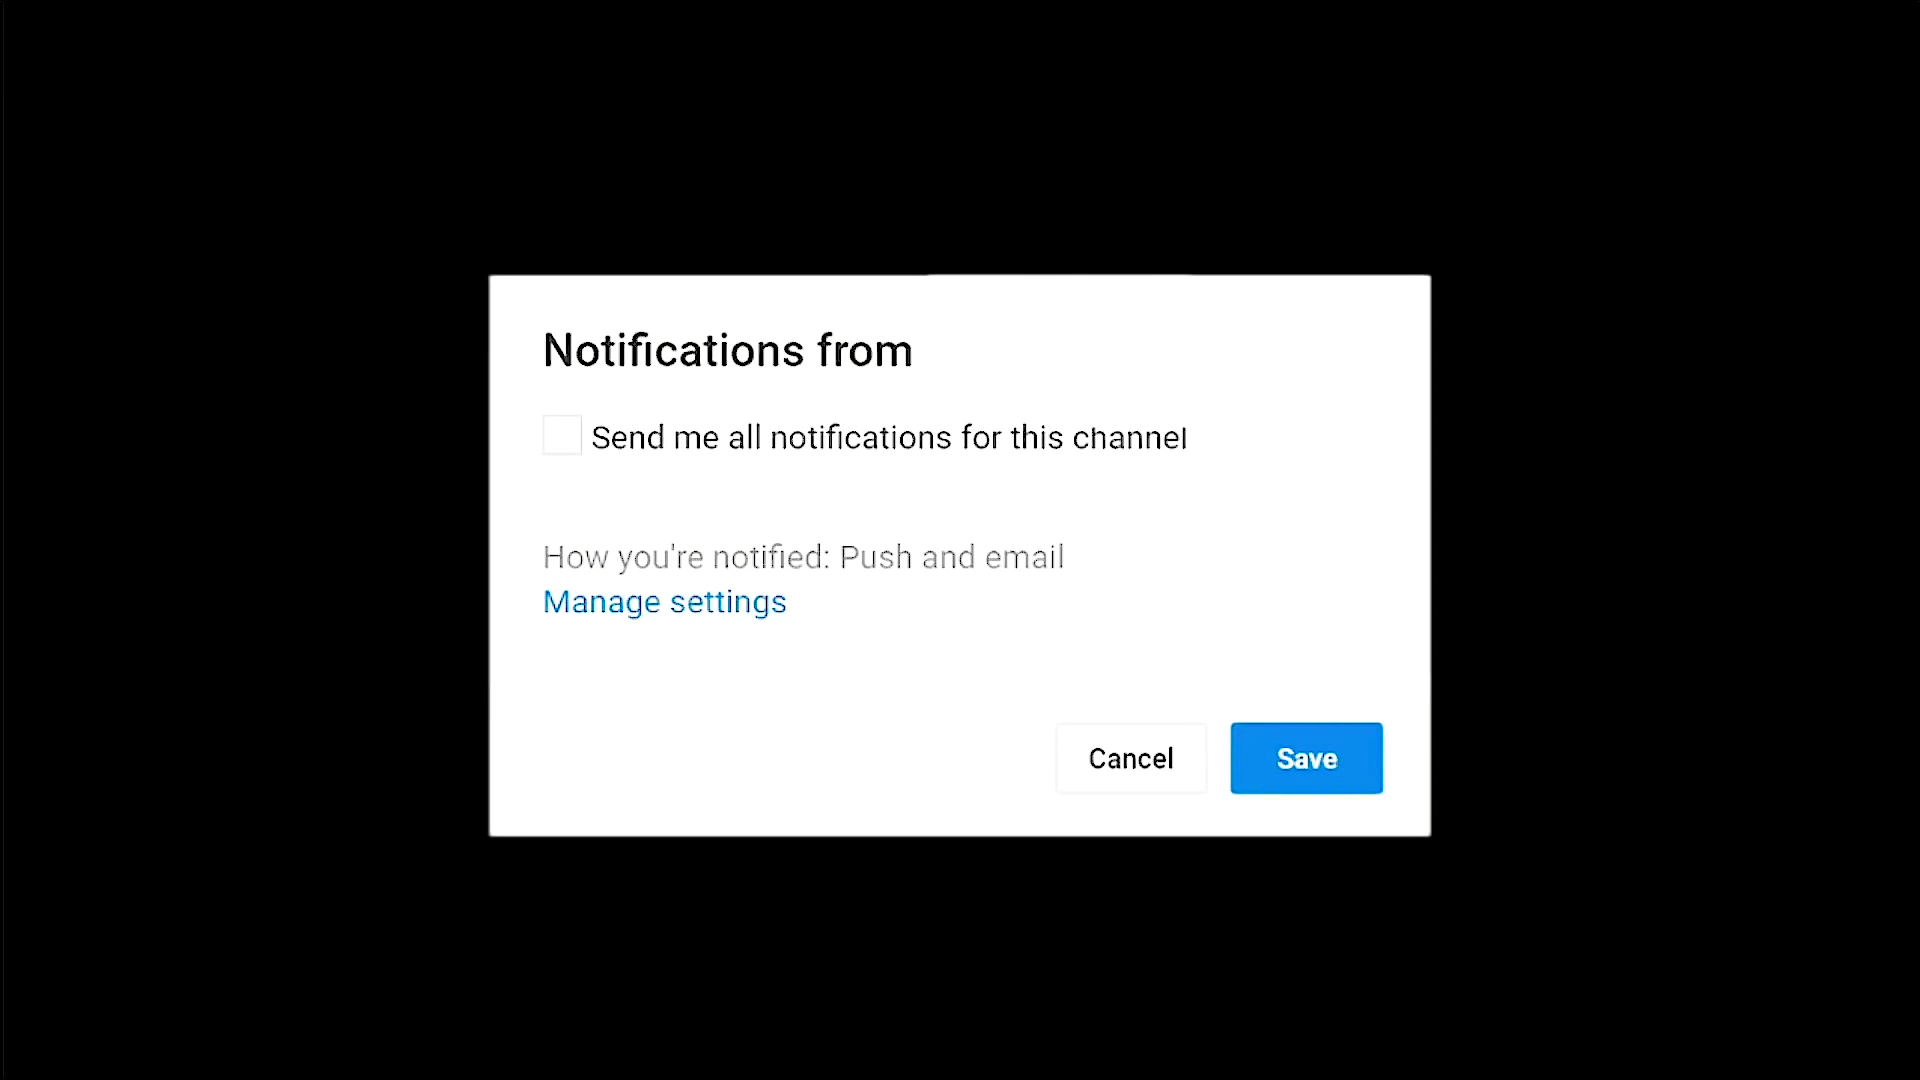 Notifications from
Send me all notifications for this channel
How you're notified: Push and email
Manage settings
Cancel
Save